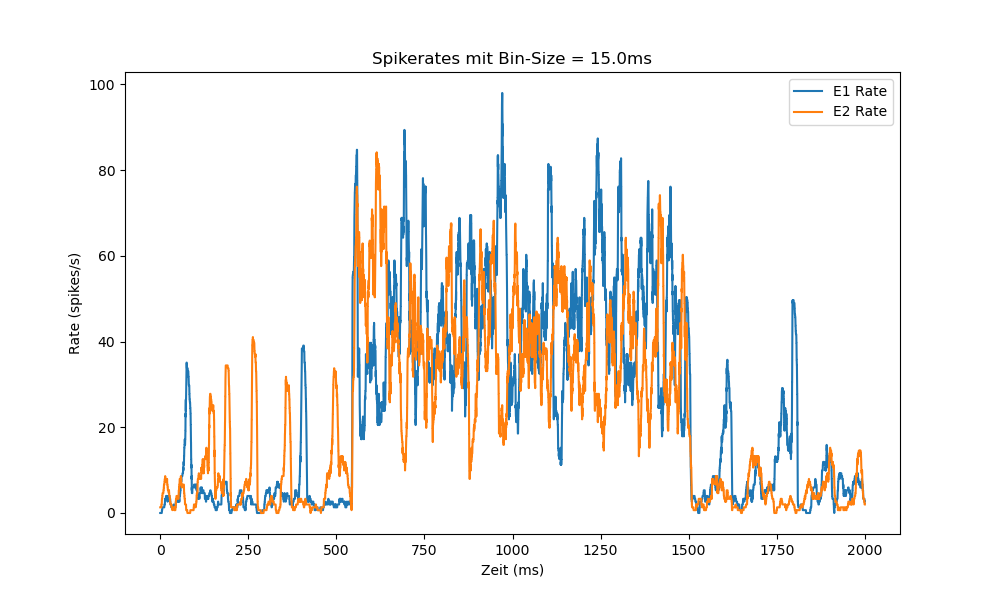 Spikerates mit Bin-Size = 15.0ms
E1 Rate
E2 Rate
100
80
60
40
20
0
Rate (spikes/s)
0 250 500 750 1000 1250 1500 1750 2000
Zeit (ms)